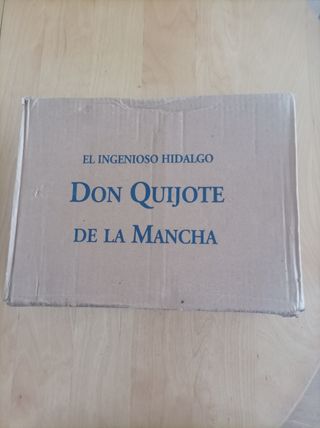 EL INGENIOSO HIDALGO
DON QUIJOTE
DE LA MANCHA